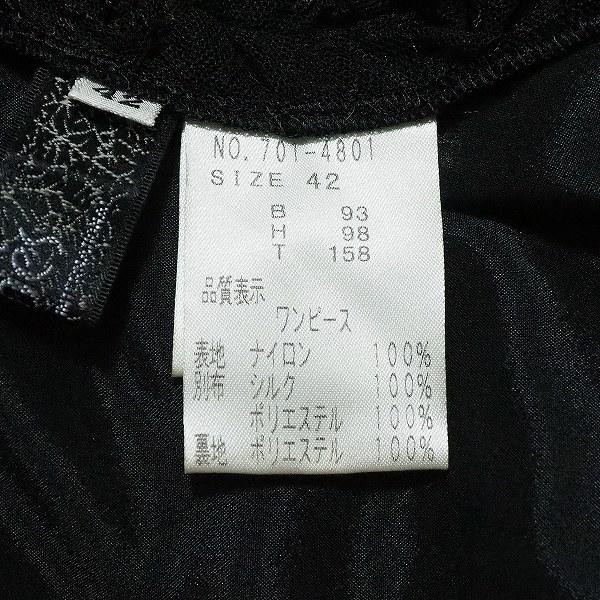 NO. 701-4801
SIZE 42
B 93
H 98
T 158
品質表示
ワンピース
表地 ナイロン 100%
別布 シルク 100%
ポリエステル 100%
裏地 ポリエステル 100%
42